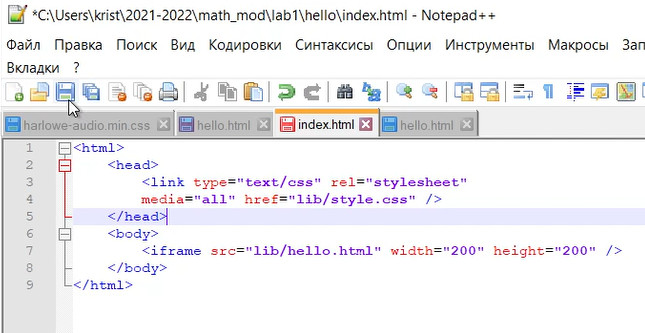 *C:\Users\krist\2021-2022\math_mod\lab1\hello\index.html - Notepad++
Файл Правка Поиск Вид Кодировки Синтаксисы Опции Инструменты Макросы Зап
Вкладки ?
harlowe-audio.min.css hello.html index.html hello.html
1 <html>
2 <head>
3 <link type="text/css" rel="stylesheet"
4 media="all" href="lib/style.css" />
5 </head>
6 <body>
7 <iframe src="lib/hello.html" width="200" height="200" />
8 </body>
9 </html>